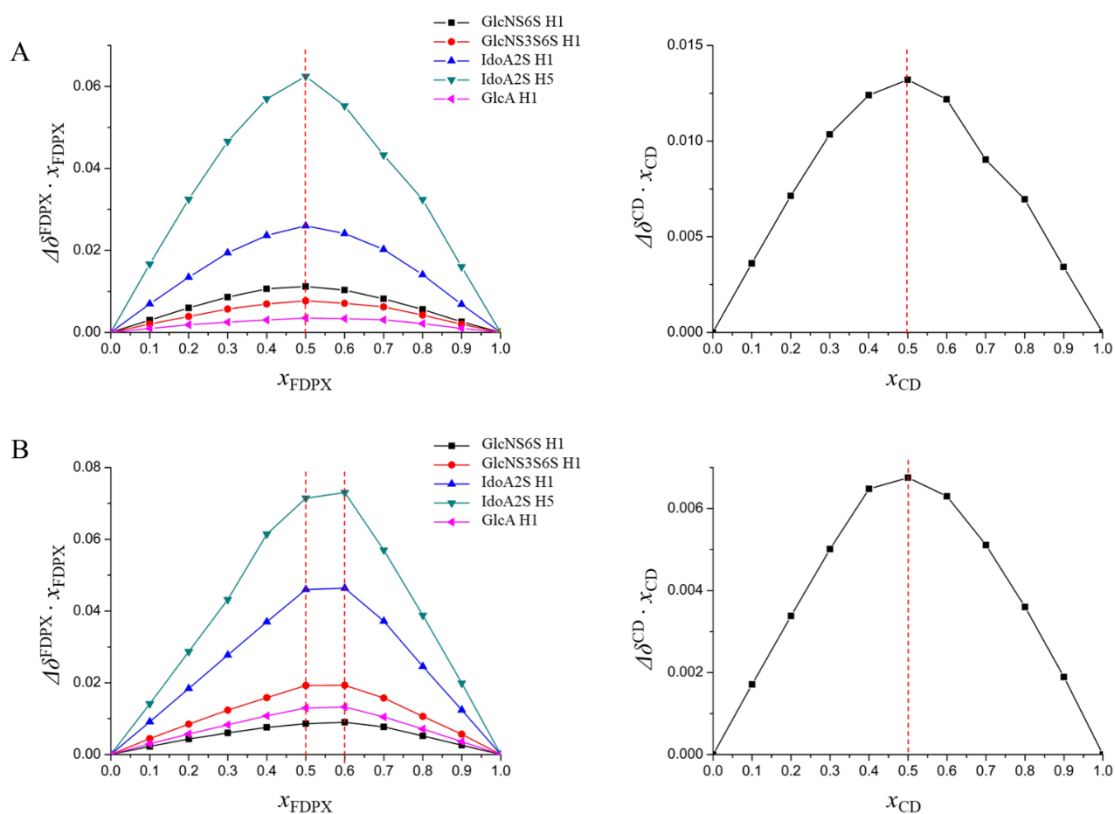 A
GlcNS6S H1
GlcNS3S6S H1
IdoA2S H1
IdoA2S H5
GlcA H1
Δδ^FDPX · x_FDPX
0.06
0.04
0.02
0.00
0.0 0.1 0.2 0.3 0.4 0.5 0.6 0.7 0.8 0.9 1.0
x_FDPX
Δδ^CD · x_CD
0.015
0.010
0.005
0.000
0.0 0.1 0.2 0.3 0.4 0.5 0.6 0.7 0.8 0.9 1.0
x_CD
B
GlcNS6S H1
GlcNS3S6S H1
IdoA2S H1
IdoA2S H5
GlcA H1
Δδ^FDPX · x_FDPX
0.08
0.06
0.04
0.02
0.00
0.0 0.1 0.2 0.3 0.4 0.5 0.6 0.7 0.8 0.9 1.0
x_FDPX
Δδ^CD · x_CD
0.006
0.004
0.002
0.000
0.0 0.1 0.2 0.3 0.4 0.5 0.6 0.7 0.8 0.9 1.0
x_CD